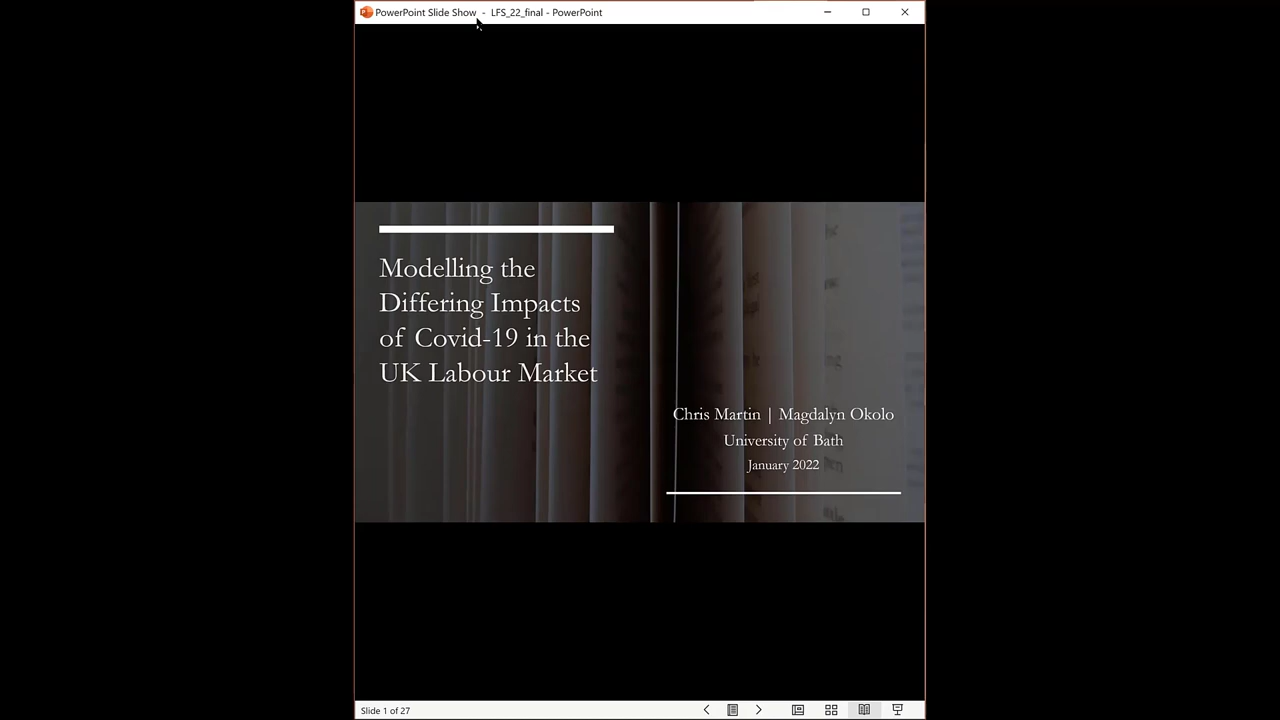 PowerPoint Slide Show - LFS_22_final - PowerPoint
Modelling the
Differing Impacts
of Covid-19 in the
UK Labour Market
Chris Martin | Magdalyn Okolo
University of Bath
January 2022
Slide 1 of 27